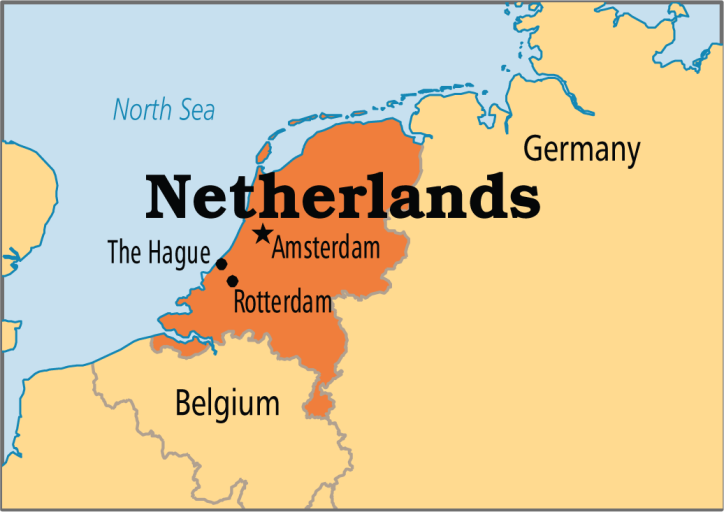 North Sea
Germany
Netherlands
The Hague
Amsterdam
Rotterdam
Belgium